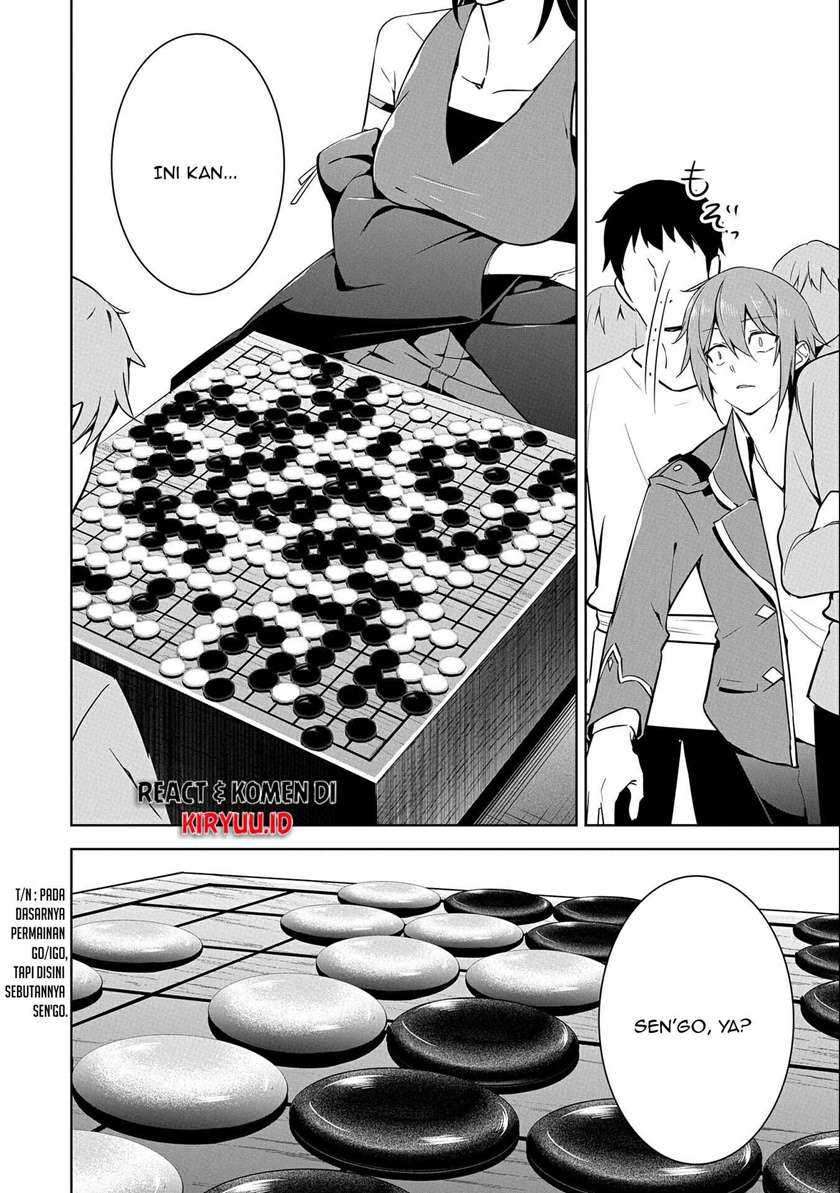 もぞ
INI KAN...
REACT & KOMEN DI
KIRYUU.ID
T/N : PADA
DASARNYA
PERMAINAN
GO/IGO,
TAPI DISINI
SEBUTANNYA
SEN'GO.
SEN'GO, YA?